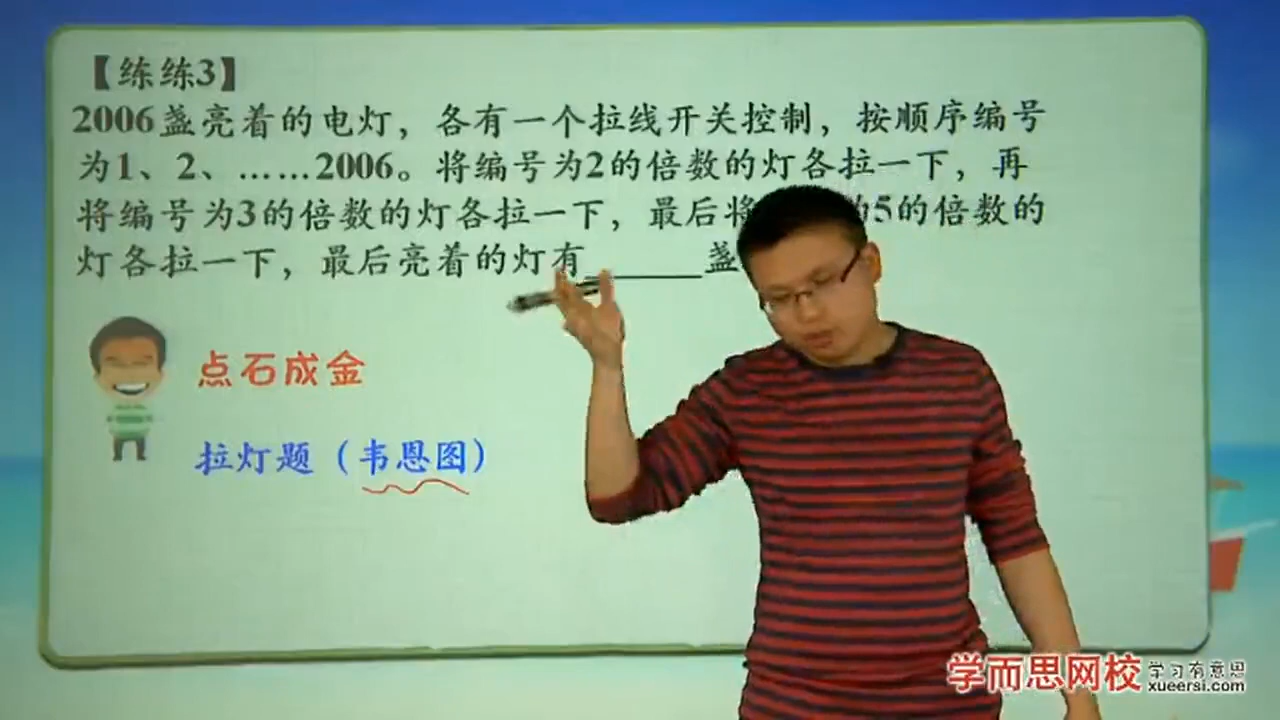 【练练3】
2006盏亮着的电灯，各有一个拉线开关控制，按顺序编号
为1、2、……2006。将编号为2的倍数的灯各拉一下，再
将编号为3的倍数的灯各拉一下，最后将 为5的倍数的
灯各拉一下，最后亮着的灯有______盏
点石成金
拉灯题（韦恩图）
学而思网校 学习有意思
xueersi.com